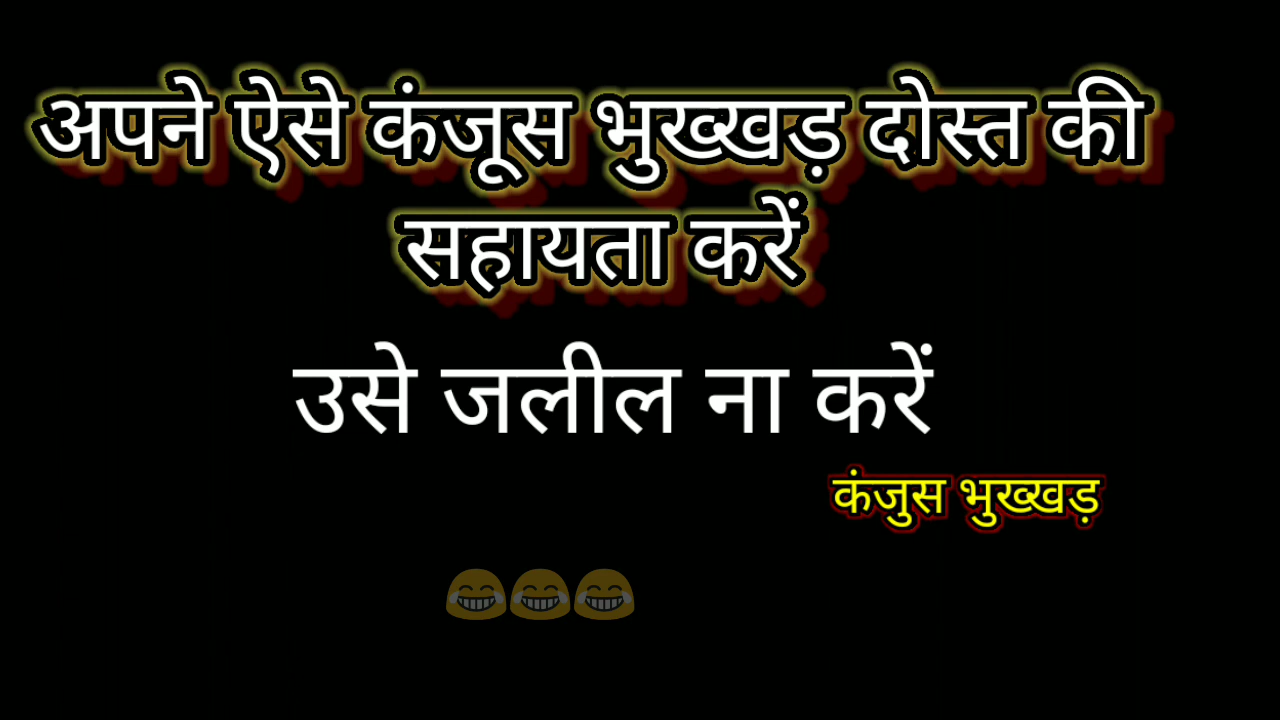 अपने ऐसे कंजूस भुख्खड़ दोस्त की
सहायता करें
उसे जलील ना करें
कंजुस भुख्खड़
😂😂😂